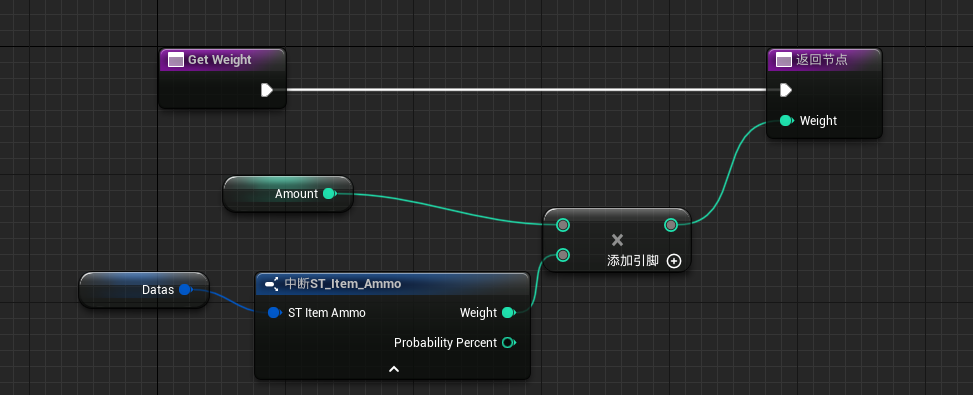 Get Weight
返回节点
Weight
Amount
添加引脚
Datas
中断ST_Item_Ammo
ST Item Ammo
Weight
Probability Percent